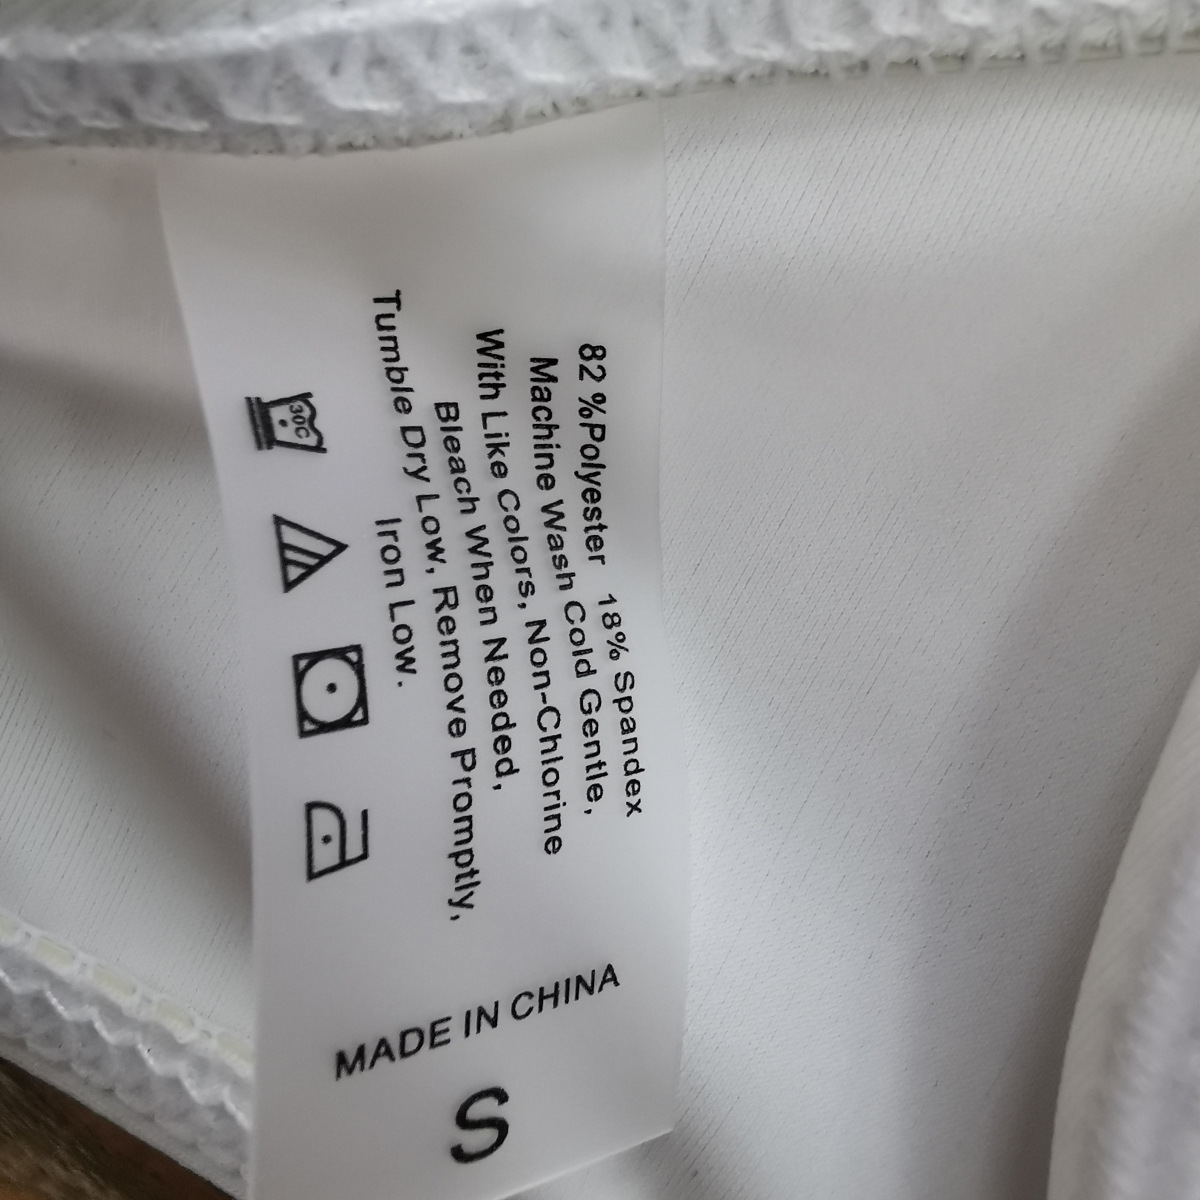 82 %Polyester 18% Spandex
Machine Wash Cold Gentle,
With Like Colors, Non-Chlorine
Bleach When Needed,
Tumble Dry Low, Remove Promptly,
Iron Low.
30C
MADE IN CHINA
S